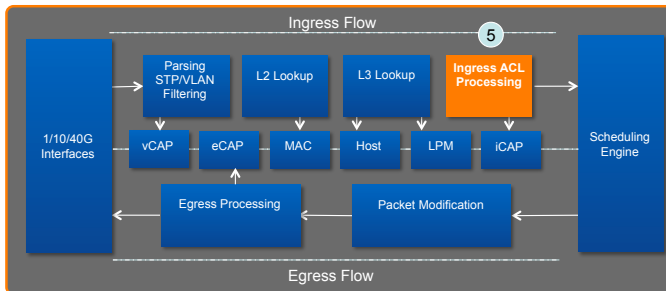 Ingress Flow
5
Parsing
STP/VLAN
Filtering
L2 Lookup
L3 Lookup
Ingress ACL
Processing
1/10/40G
Interfaces
vCAP
eCAP
MAC
Host
LPM
iCAP
Scheduling
Engine
Egress Processing
Packet Modification
Egress Flow